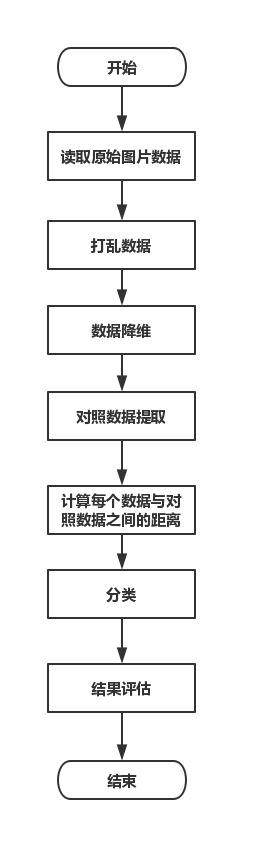 开始
读取原始图片数据
打乱数据
数据降维
对照数据提取
计算每个数据与对
照数据之间的距离
分类
结果评估
结束